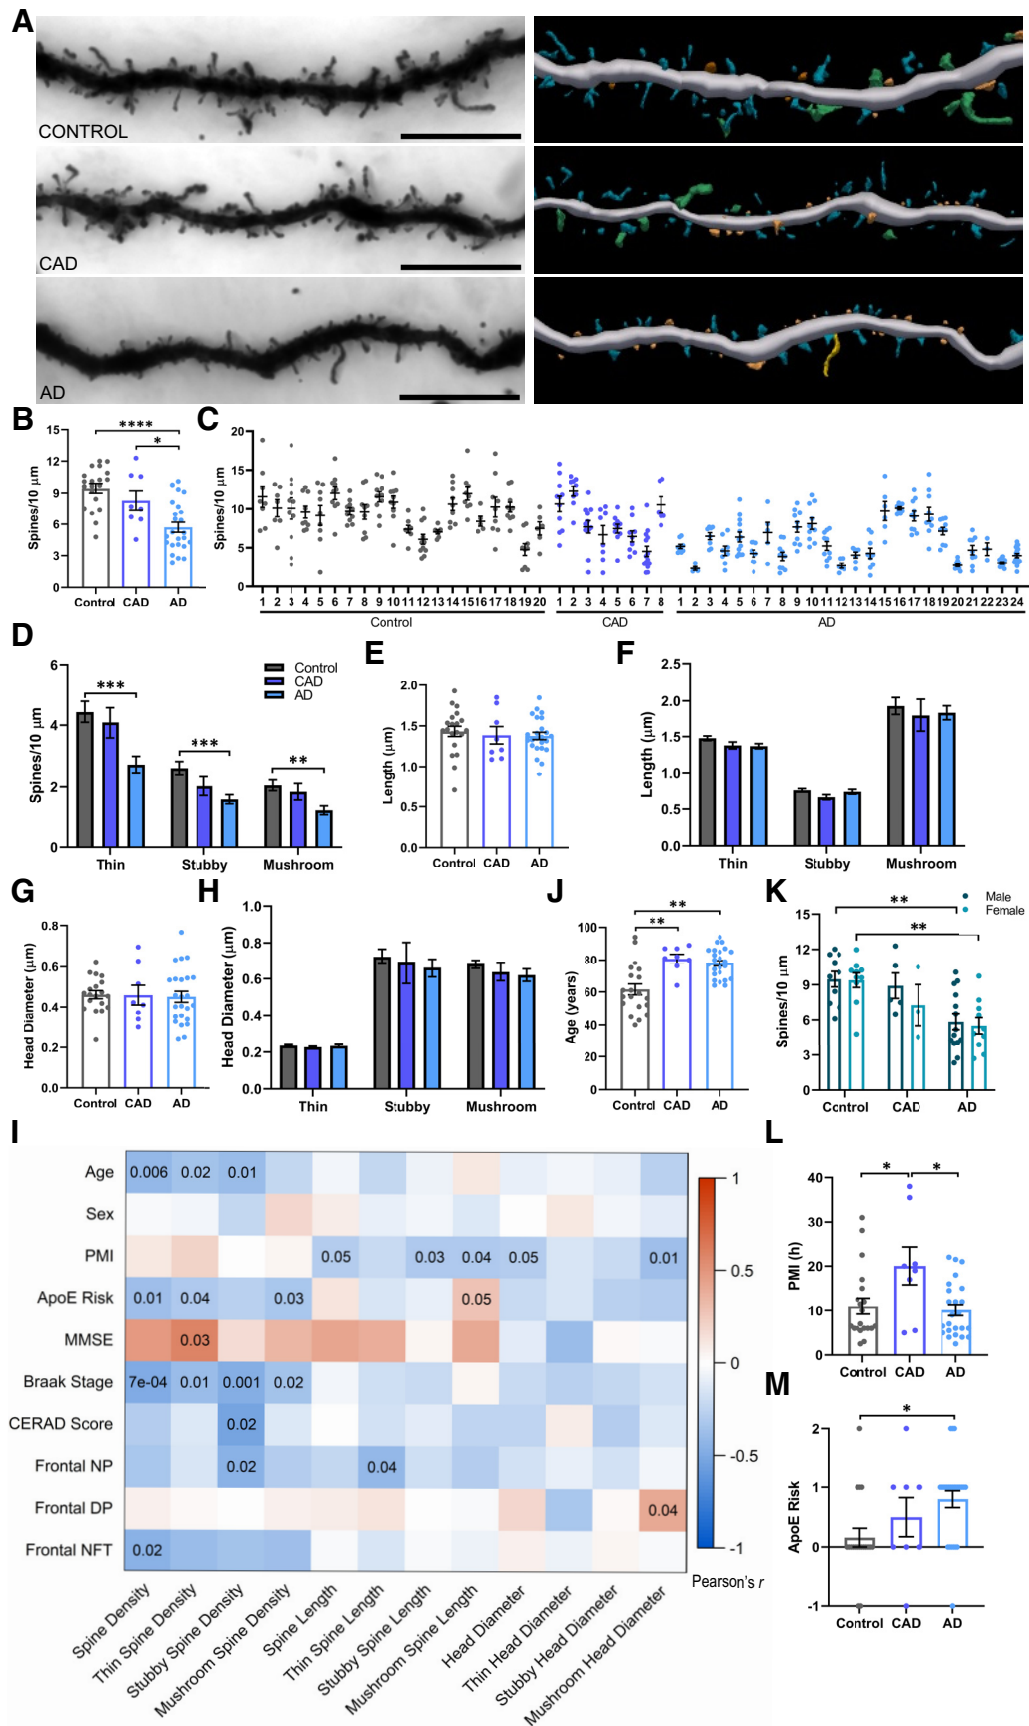 A
CONTROL
CAD
AD
B
Spines/10 μm
15
12
9
6
3
0
****
*
Control CAD AD
C
Spines/10 μm
20
15
10
5
0
1 2 3 4 5 6 7 8 9 10 11 12 13 14 15 16 17 18 19 20
1 2 3 4 5 6 7 8
1 2 3 4 5 6 7 8 9 10 11 12 13 14 15 16 17 18 19 20 21 22 23 24
Control CAD AD
D
Spines/10 μm
6
4
2
0
Control
CAD
AD
***
***
**
Thin Stubby Mushroom
E
Length (μm)
2.0
1.5
1.0
0.5
0.0
Control CAD AD
F
Length (μm)
2.5
2.0
1.5
1.0
0.5
0.0
Thin Stubby Mushroom
G
Head Diameter (μm)
0.8
0.6
0.4
0.2
0.0
Control CAD AD
H
Head Diameter (μm)
1.0
0.8
0.6
0.4
0.2
0.0
Thin Stubby Mushroom
J
Age (years)
100
80
60
40
20
0
**
**
Control CAD AD
K
Spines/10 μm
15
12
9
6
3
0
**
**
Male
Female
Control CAD AD
I
Age 0.006 0.02 0.01
Sex
PMI 0.05 0.03 0.04 0.05 0.01
ApoE Risk 0.01 0.04 0.03 0.05
MMSE 0.03
Braak Stage 7e-04 0.01 0.001 0.02
CERAD Score 0.02
Frontal NP 0.02 0.04
Frontal DP 0.04
Frontal NFT 0.02
Spine Density
Thin Spine Density
Stubby Spine Density
Mushroom Spine Density
Spine Length
Thin Spine Length
Stubby Spine Length
Mushroom Spine Length
Head Diameter
Thin Head Diameter
Stubby Head Diameter
Mushroom Head Diameter
1
0.5
0
-0.5
-1
Pearson's r
L
PMI (h)
40
30
20
10
0
* *
Control CAD AD
M
ApoE Risk
2
1
0
-1
*
Control CAD AD